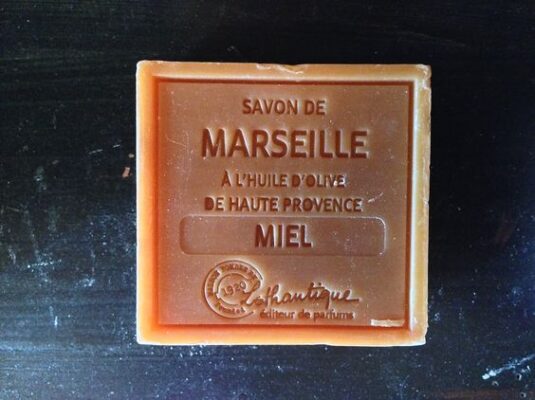 SAVON DE
MARSEILLE
À L'HUILE D'OLIVE
DE HAUTE PROVENCE
MIEL
1920
Lothantique
éditeur de parfums